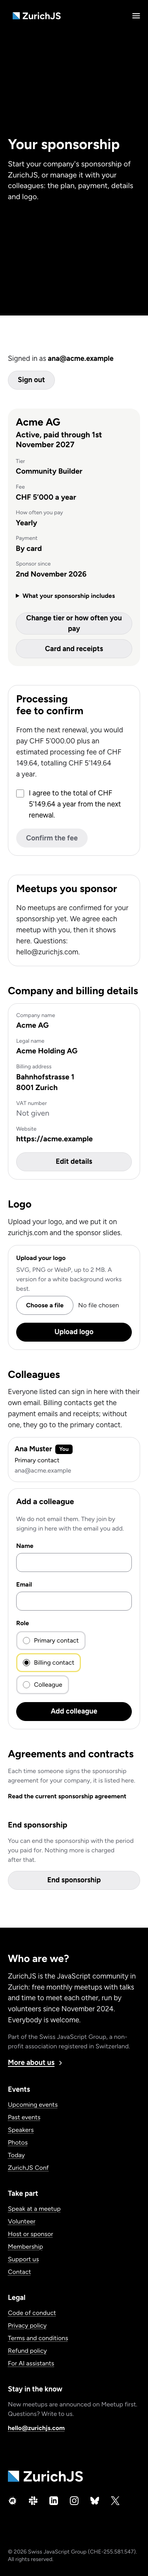 ZurichJS
Your sponsorship
Start your company's sponsorship of
ZurichJS, or manage it with your
colleagues: the plan, payment, details
and logo.
Signed in as ana@acme.example
Sign out
Acme AG
Active, paid through 1st
November 2027
Tier
Community Builder
Fee
CHF 5'000 a year
How often you pay
Yearly
Payment
By card
Sponsor since
2nd November 2026
What your sponsorship includes
Change tier or how often you
pay
Card and receipts
Processing
fee to confirm
From the next renewal, you would
pay CHF 5'000.00 plus an
estimated processing fee of CHF
149.64, totalling CHF 5'149.64
a year.
I agree to the total of CHF
5'149.64 a year from the next
renewal.
Confirm the fee
Meetups you sponsor
No meetups are confirmed for your
sponsorship yet. We agree each
meetup with you, then it shows
here. Questions:
hello@zurichjs.com.
Company and billing details
Company name
Acme AG
Legal name
Acme Holding AG
Billing address
Bahnhofstrasse 1
8001 Zurich
VAT number
Not given
Website
https://acme.example
Edit details
Logo
Upload your logo, and we put it on
zurichjs.com and the sponsor slides.
Upload your logo
SVG, PNG or WebP, up to 2 MB. A
version for a white background works
best.
Choose a file No file chosen
Upload logo
Colleagues
Everyone listed can sign in here with their
own email. Billing contacts get the
payment emails and receipts; without
one, they go to the primary contact.
Ana Muster You
Primary contact
ana@acme.example
Add a colleague
We do not email them. They join by
signing in here with the email you add.
Name
Email
Role
Primary contact
Billing contact
Colleague
Add colleague
Agreements and contracts
Each time someone signs the sponsorship
agreement for your company, it is listed here.
Read the current sponsorship agreement
End sponsorship
You can end the sponsorship with the period
you paid for. Nothing more is charged
after that.
End sponsorship
Who are we?
ZurichJS is the JavaScript community in
Zurich: free monthly meetups with talks
and time to meet each other, run by
volunteers since November 2024.
Everybody is welcome.
Part of the Swiss JavaScript Group, a non-
profit association registered in Switzerland.
More about us
Events
Upcoming events
Past events
Speakers
Photos
Today
ZurichJS Conf
Take part
Speak at a meetup
Volunteer
Host or sponsor
Membership
Support us
Contact
Legal
Code of conduct
Privacy policy
Terms and conditions
Refund policy
For AI assistants
Stay in the know
New meetups are announced on Meetup first.
Questions? Write to us.
hello@zurichjs.com
ZurichJS
© 2026 Swiss JavaScript Group (CHE-255.581.547).
All rights reserved.